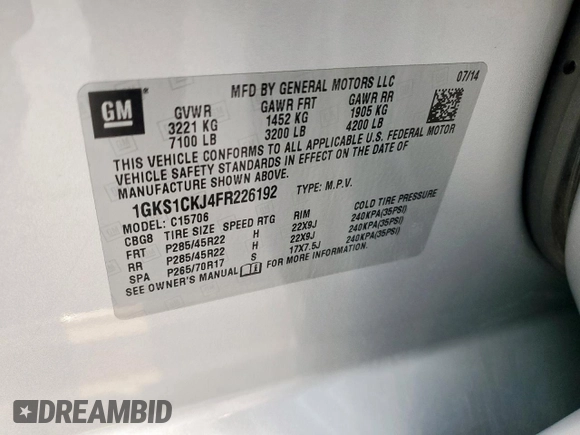 GM
MFD BY GENERAL MOTORS LLC 07/14
GVWR GAWR FRT GAWR RR
3221 KG 1452 KG 1905 KG
7100 LB 3200 LB 4200 LB
THIS VEHICLE CONFORMS TO ALL APPLICABLE U.S. FEDERAL MOTOR
VEHICLE SAFETY STANDARDS IN EFFECT ON THE DATE OF
MANUFACTURE SHOWN ABOVE.
1GKS1CKJ4FR226192 TYPE: M.P.V.
MODEL: C15706
CBG8 TIRE SIZE SPEED RTG RIM COLD TIRE PRESSURE
FRT P285/45R22 H 22X9J 240KPA(35PSI)
RR P285/45R22 H 22X9J 240KPA(35PSI)
SPA P265/70R17 S 17X7.5J 240KPA(35PSI)
SEE OWNER'S MANUAL FOR MORE INFORMATION.
DREAMBID